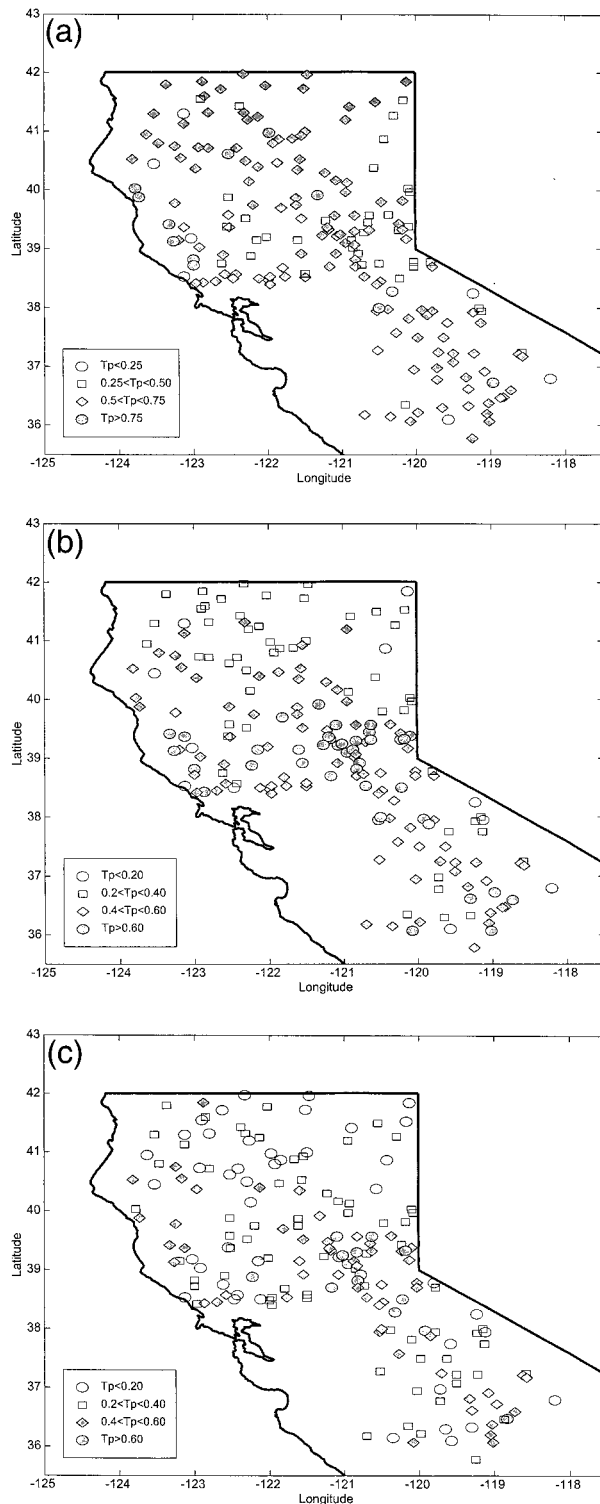 (a)
43
42
41
40
39
38
37
36
Latitude
Tp<0.25
0.25<Tp<0.50
0.5<Tp<0.75
Tp>0.75
-125 -124 -123 -122 -121 -120 -119 -118
Longitude
(b)
43
42
41
40
39
38
37
36
Latitude
Tp<0.20
0.2<Tp<0.40
0.4<Tp<0.60
Tp>0.60
-125 -124 -123 -122 -121 -120 -119 -118
Longitude
(c)
43
42
41
40
39
38
37
36
Latitude
Tp<0.20
0.2<Tp<0.40
0.4<Tp<0.60
Tp>0.60
-125 -124 -123 -122 -121 -120 -119 -118
Longitude